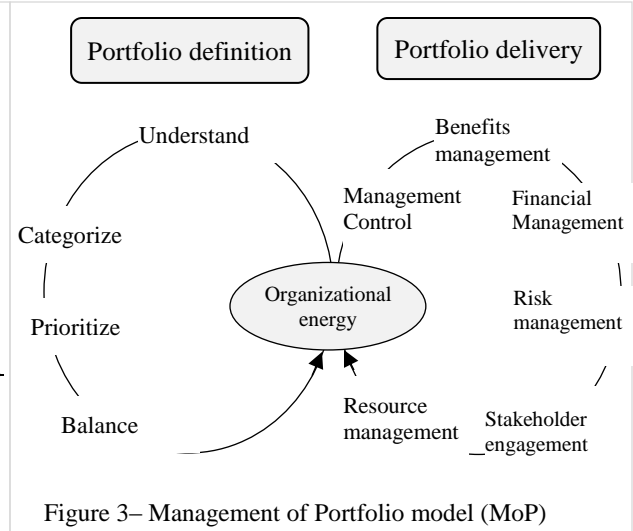 Portfolio definition
Portfolio delivery
Understand
Categorize
Prioritize
Balance
Organizational
energy
Management
Control
Benefits
management
Financial
Management
Risk
management
Stakeholder
engagement
Resource
management
Figure 3– Management of Portfolio model (MoP)